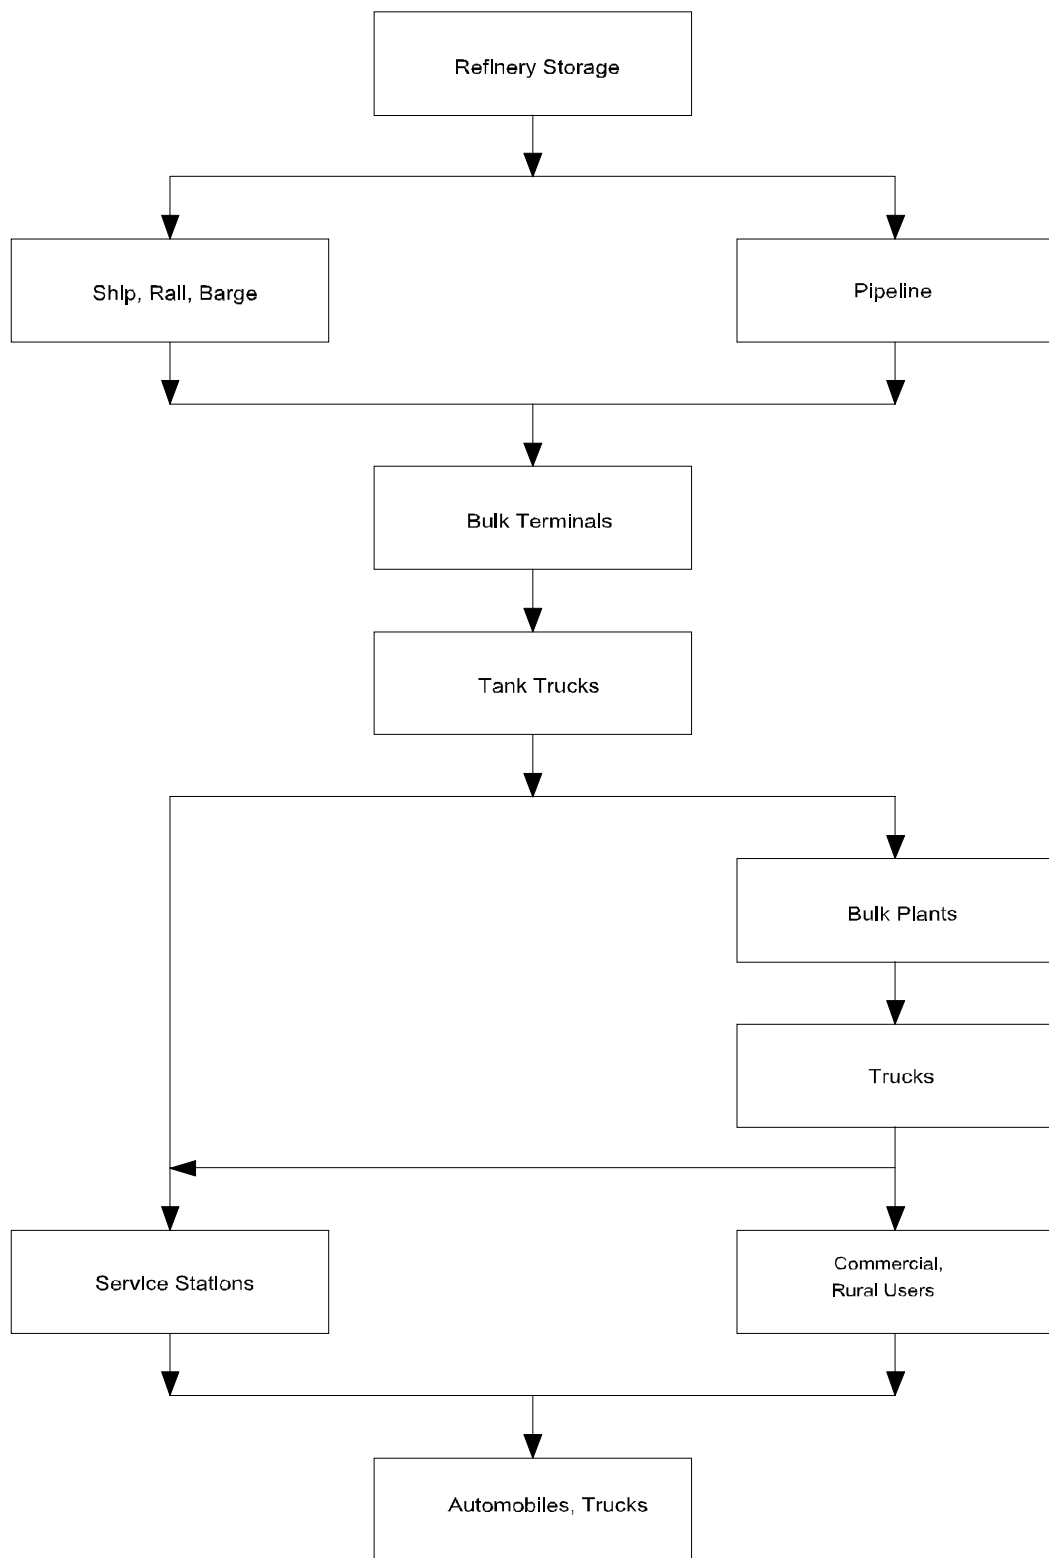 Refinery Storage
Ship, Rail, Barge
Pipeline
Bulk Terminals
Tank Trucks
Bulk Plants
Trucks
Service Stations
Commercial,
Rural Users
Automobiles, Trucks